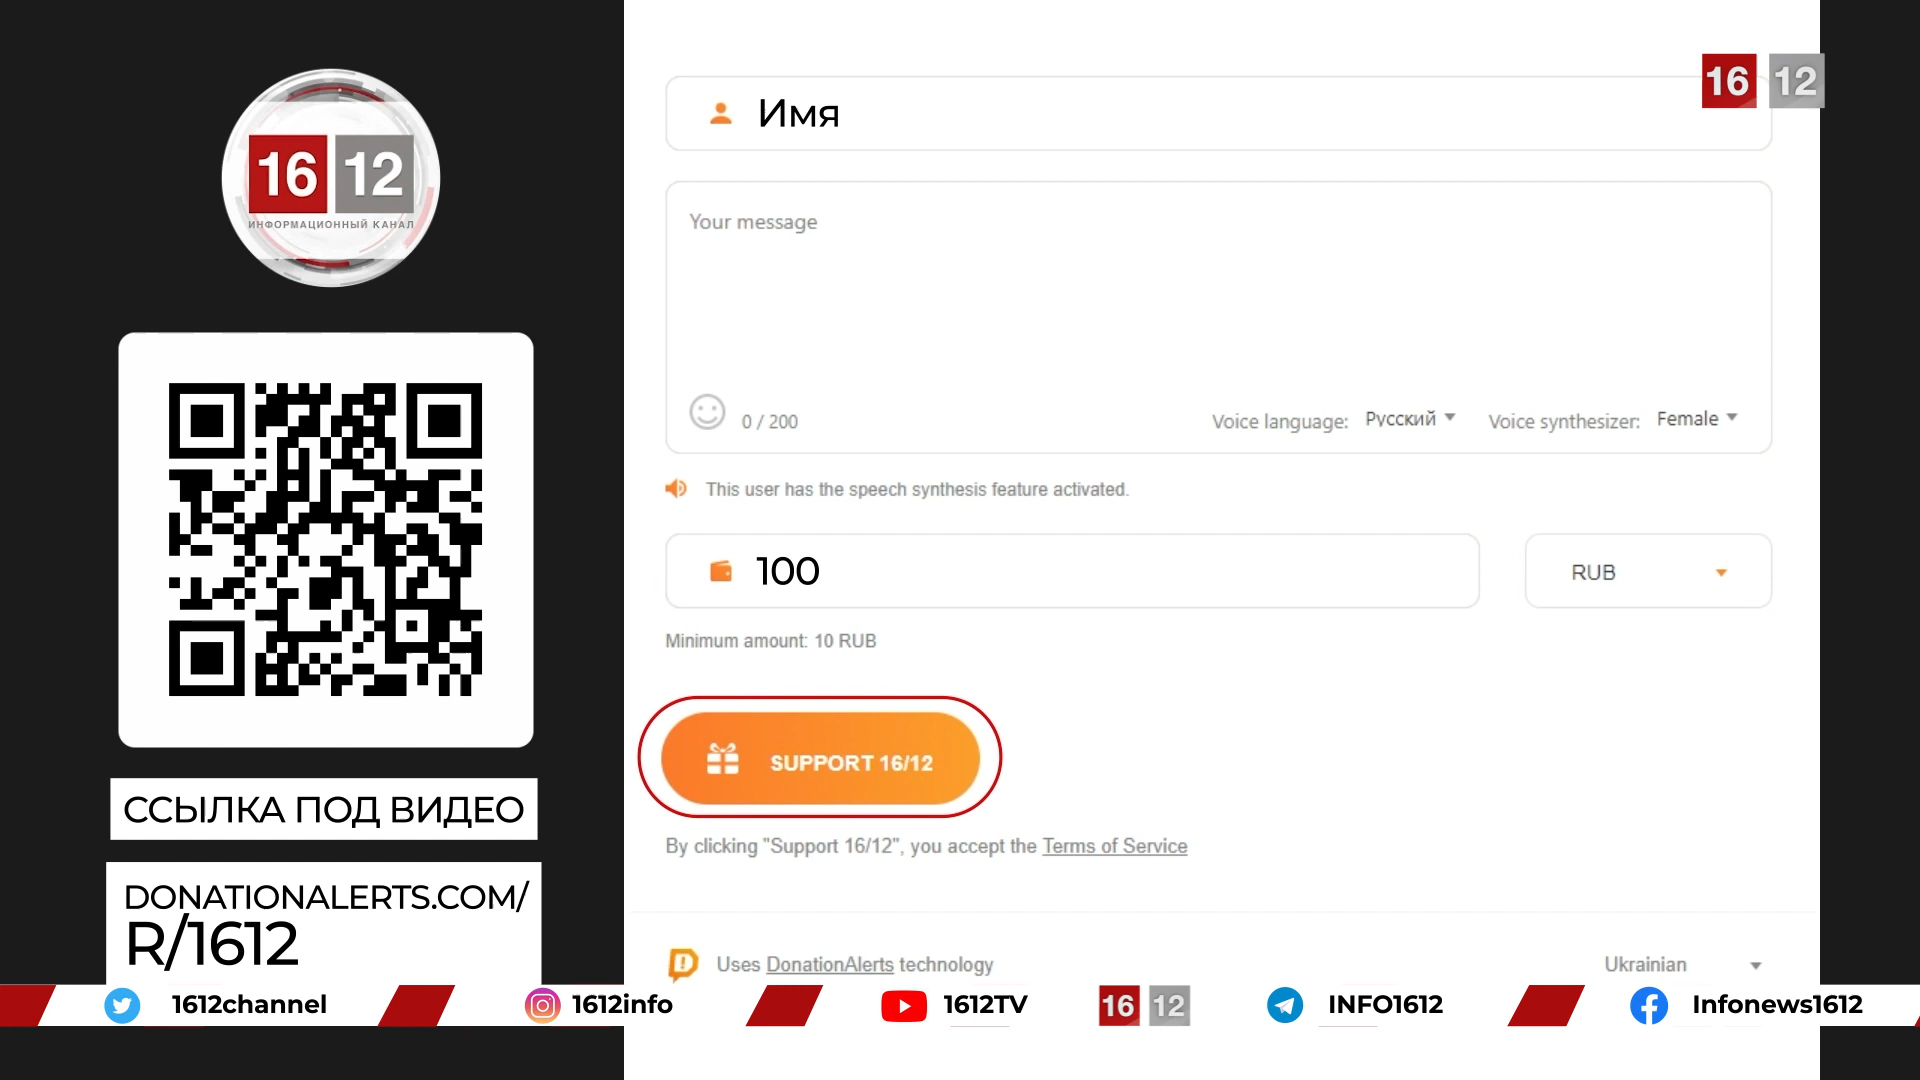 16 12
ИНФОРМАЦИОННЫЙ КАНАЛ
ССЫЛКА ПОД ВИДЕО
DONATIONALERTS.COM/
R/1612
16 12
Имя
Your message
0 / 200
Voice language: Русский
Voice synthesizer: Female
This user has the speech synthesis feature activated.
100
RUB
Minimum amount: 10 RUB
SUPPORT 16/12
By clicking "Support 16/12", you accept the Terms of Service
Uses DonationAlerts technology
Ukrainian
1612channel
1612info
1612TV
16 12
INFO1612
Infonews1612